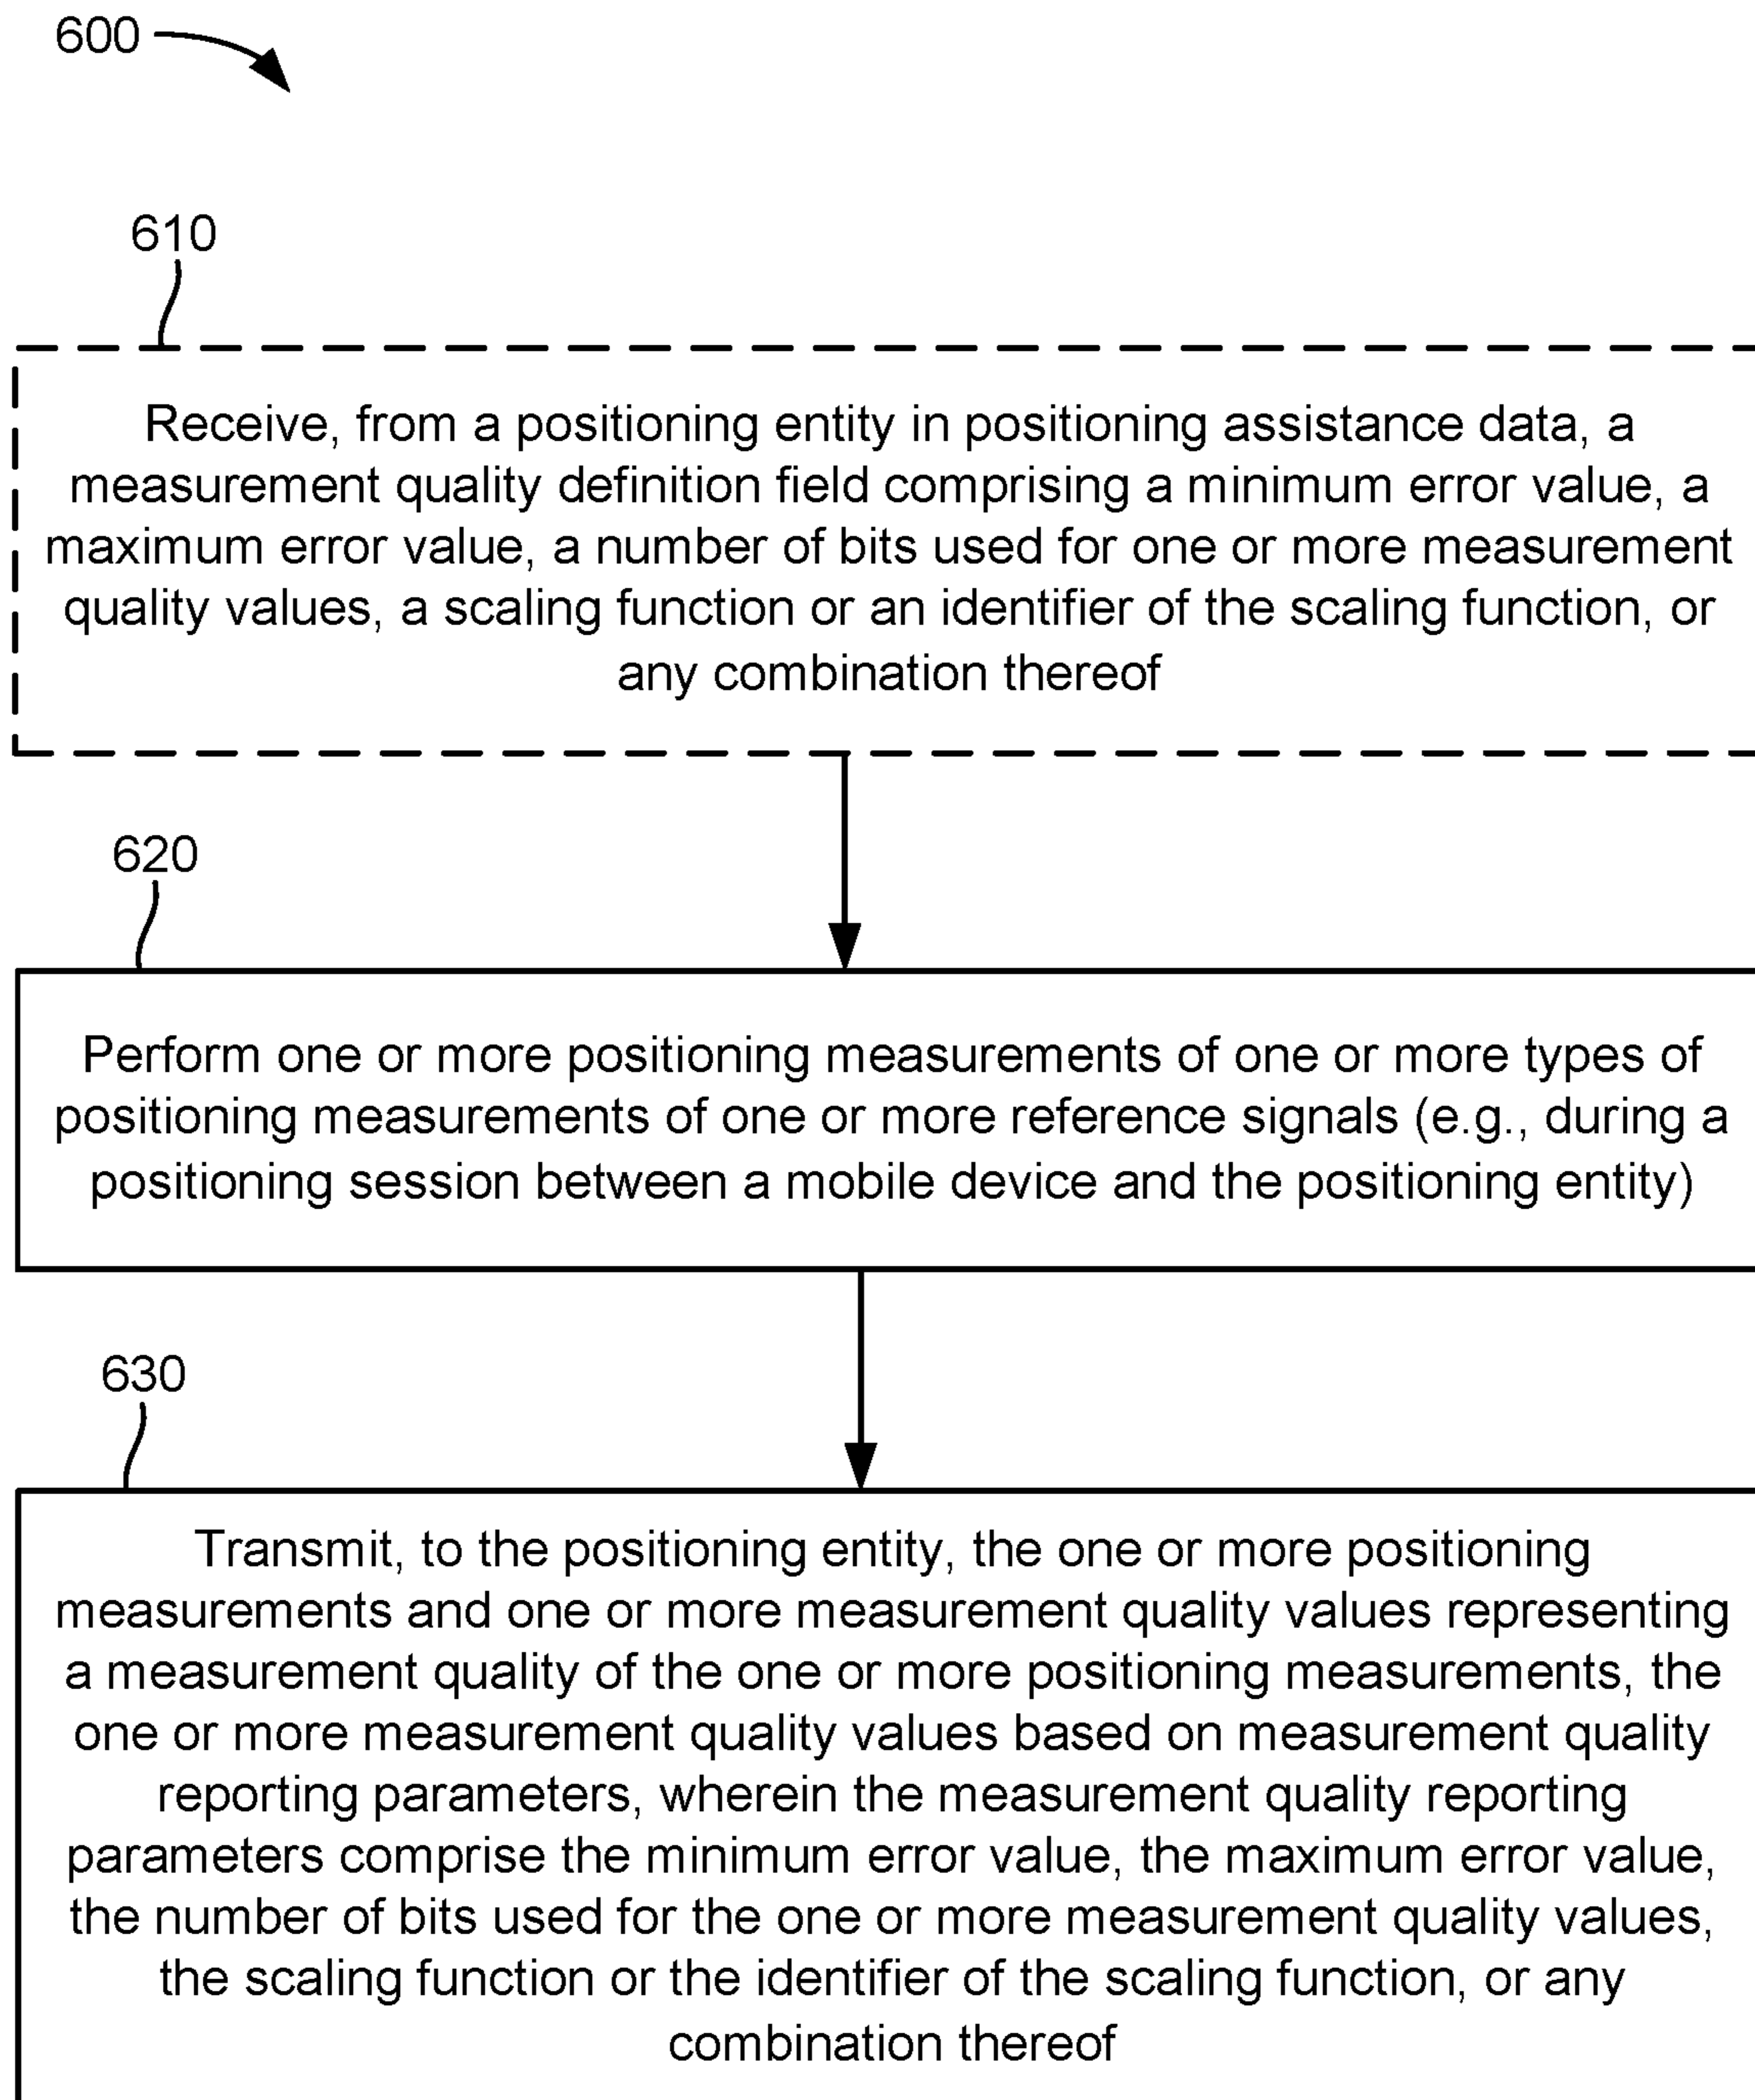 600
610
Receive, from a positioning entity in positioning assistance data, a
measurement quality definition field comprising a minimum error value, a
maximum error value, a number of bits used for one or more measurement
quality values, a scaling function or an identifier of the scaling function, or
any combination thereof
620
Perform one or more positioning measurements of one or more types of
positioning measurements of one or more reference signals (e.g., during a
positioning session between a mobile device and the positioning entity)
630
Transmit, to the positioning entity, the one or more positioning
measurements and one or more measurement quality values representing
a measurement quality of the one or more positioning measurements, the
one or more measurement quality values based on measurement quality
reporting parameters, wherein the measurement quality reporting
parameters comprise the minimum error value, the maximum error value,
the number of bits used for the one or more measurement quality values,
the scaling function or the identifier of the scaling function, or any
combination thereof